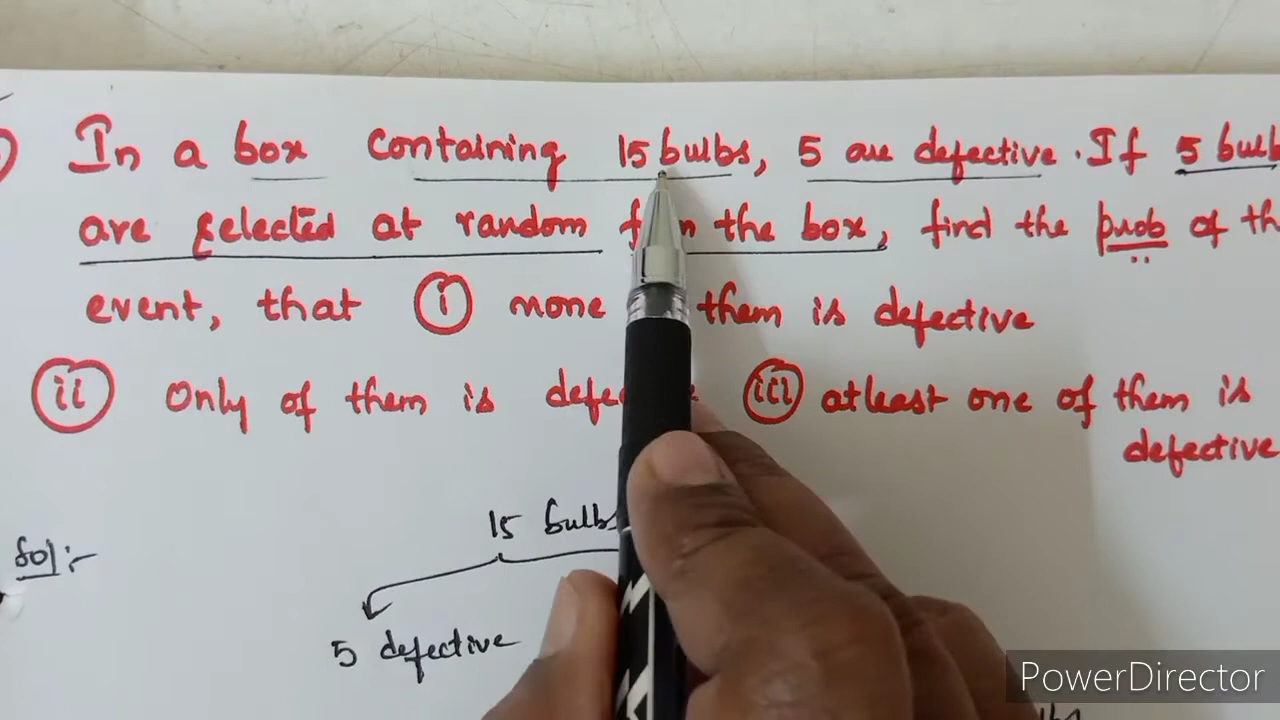 In a box containing 15 bulbs, 5 are defective. If 5 bulb
are selected at random the box, find the prob of th
event, that (i) none them is defective
(ii) Only of them is (iii) atleast one of them is
defective
15 bulbs
Sol:-
5 defective
PowerDirector